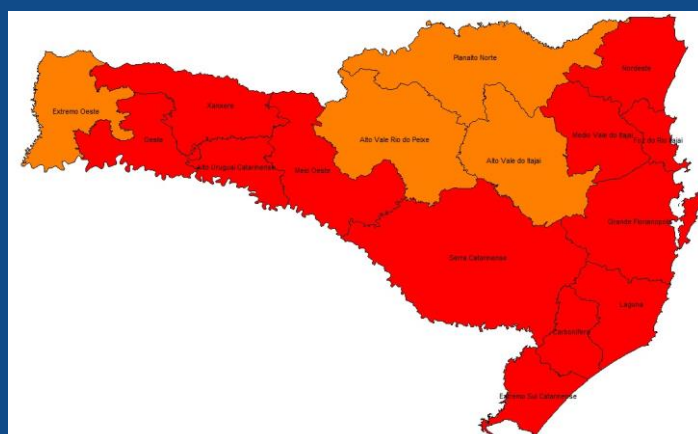 Planalto Norte
Nordeste
Extremo Oeste
Xanxerê
Oeste
Alto Vale Rio do Peixe
Médio Vale do Itajaí
Foz do Rio Itajaí
Alto Vale do Itajaí
Alto Uruguai Catarinense
Meio Oeste
Grande Florianópolis
Serra Catarinense
Laguna
Carbonífera
Extremo Sul Catarinense